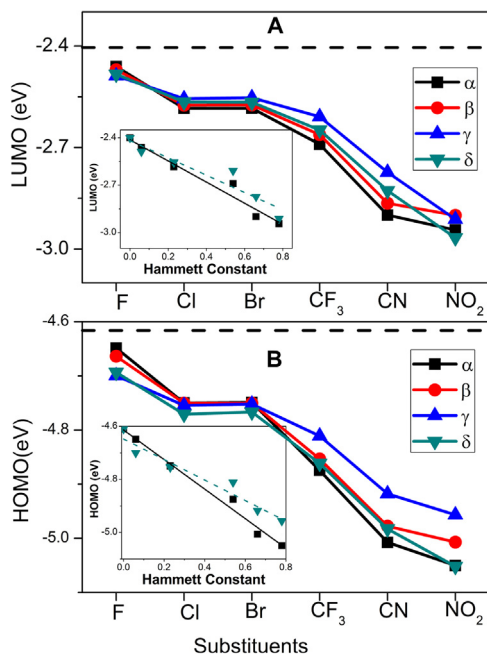 A
LUMO (eV)
-2.4
-2.7
-3.0
α
β
γ
δ
LUMO (eV)
-2.4
-2.7
-3.0
0.0 0.2 0.4 0.6 0.8
Hammett Constant
F Cl Br CF3 CN NO2
B
HOMO(eV)
-4.6
-4.8
-5.0
α
β
γ
δ
HOMO (eV)
-4.6
-4.8
-5.0
0.0 0.2 0.4 0.6 0.8
Hammett Constant
F Cl Br CF3 CN NO2
Substituents